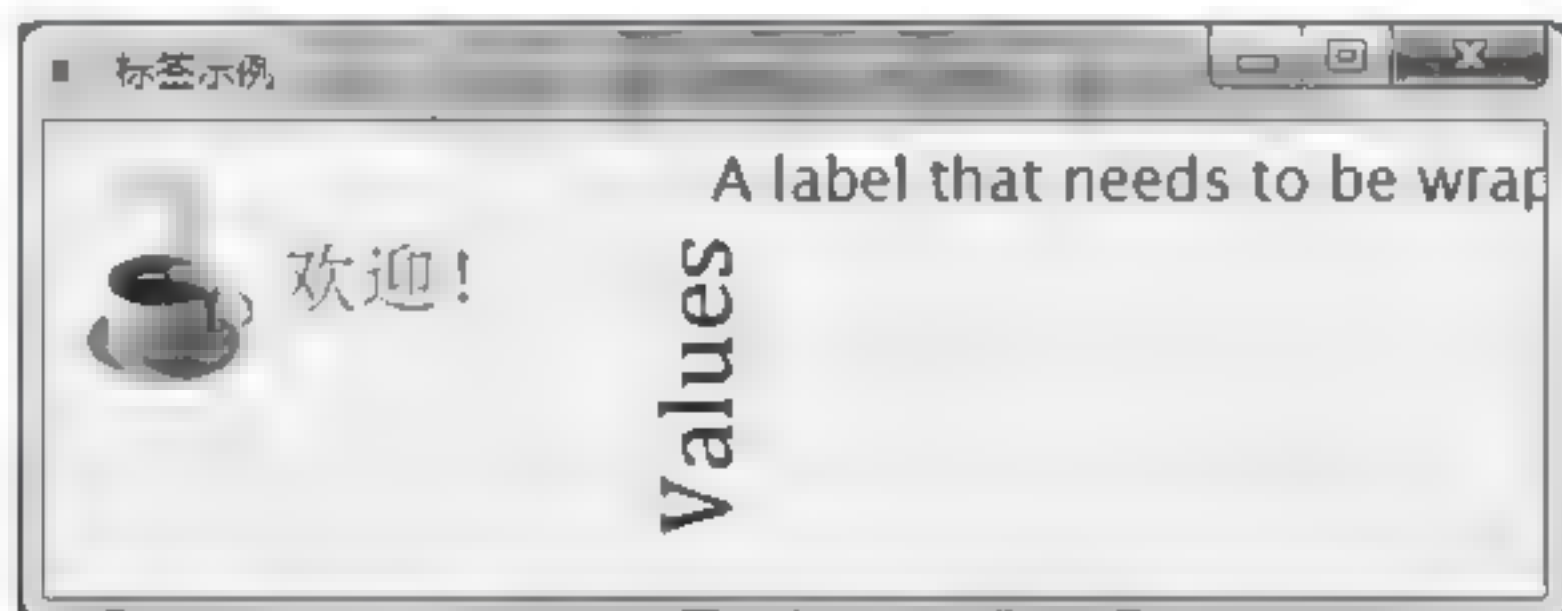 标签示例
欢迎!
Values
A label that needs to be wrap